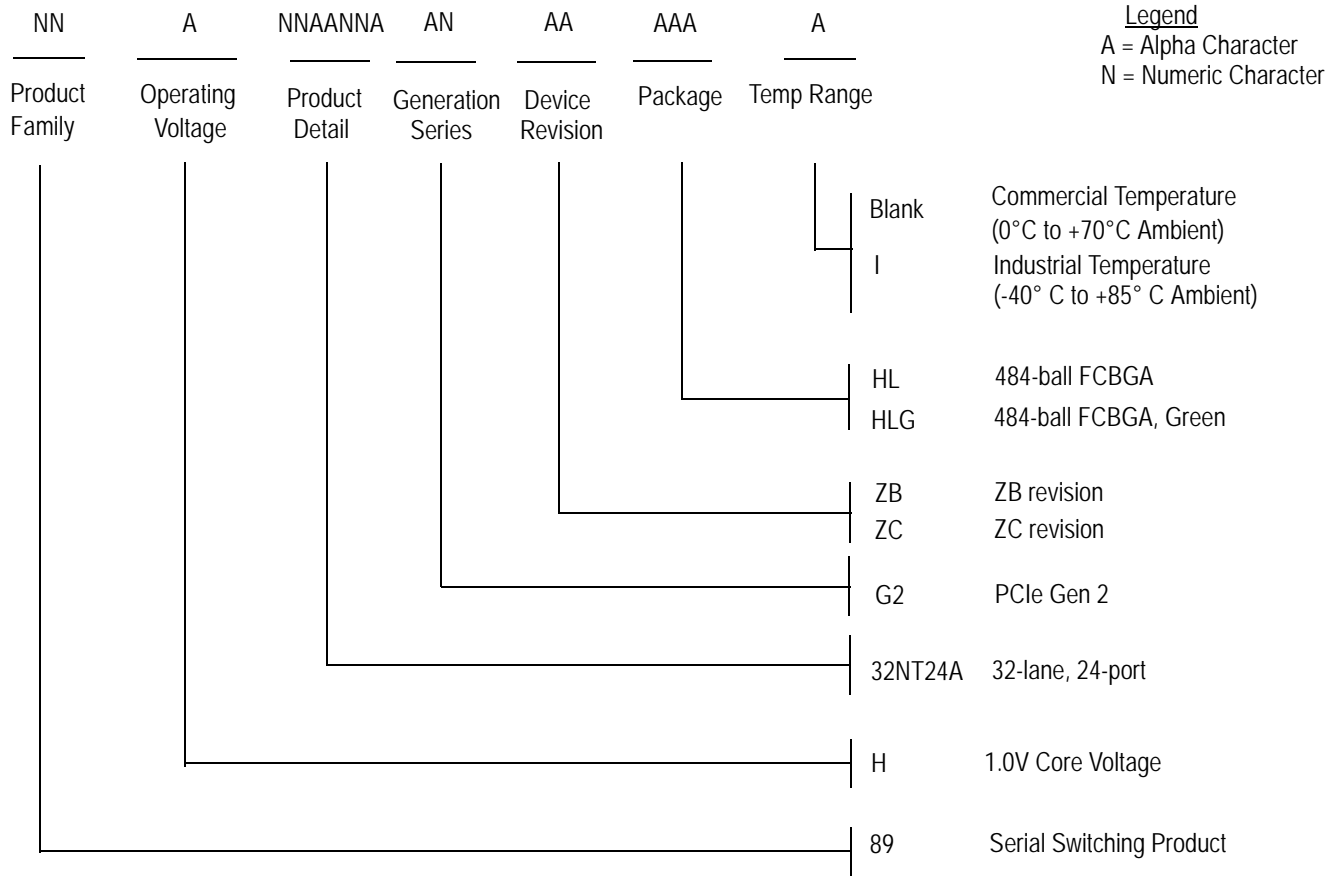 NN A NNAANNA AN AA AAA A
Legend
A = Alpha Character
N = Numeric Character
Product Family
Operating Voltage
Product Detail
Generation Series
Device Revision
Package
Temp Range
Blank Commercial Temperature
(0°C to +70°C Ambient)
I Industrial Temperature
(-40° C to +85° C Ambient)
HL 484-ball FCBGA
HLG 484-ball FCBGA, Green
ZB ZB revision
ZC ZC revision
G2 PCIe Gen 2
32NT24A 32-lane, 24-port
H 1.0V Core Voltage
89 Serial Switching Product